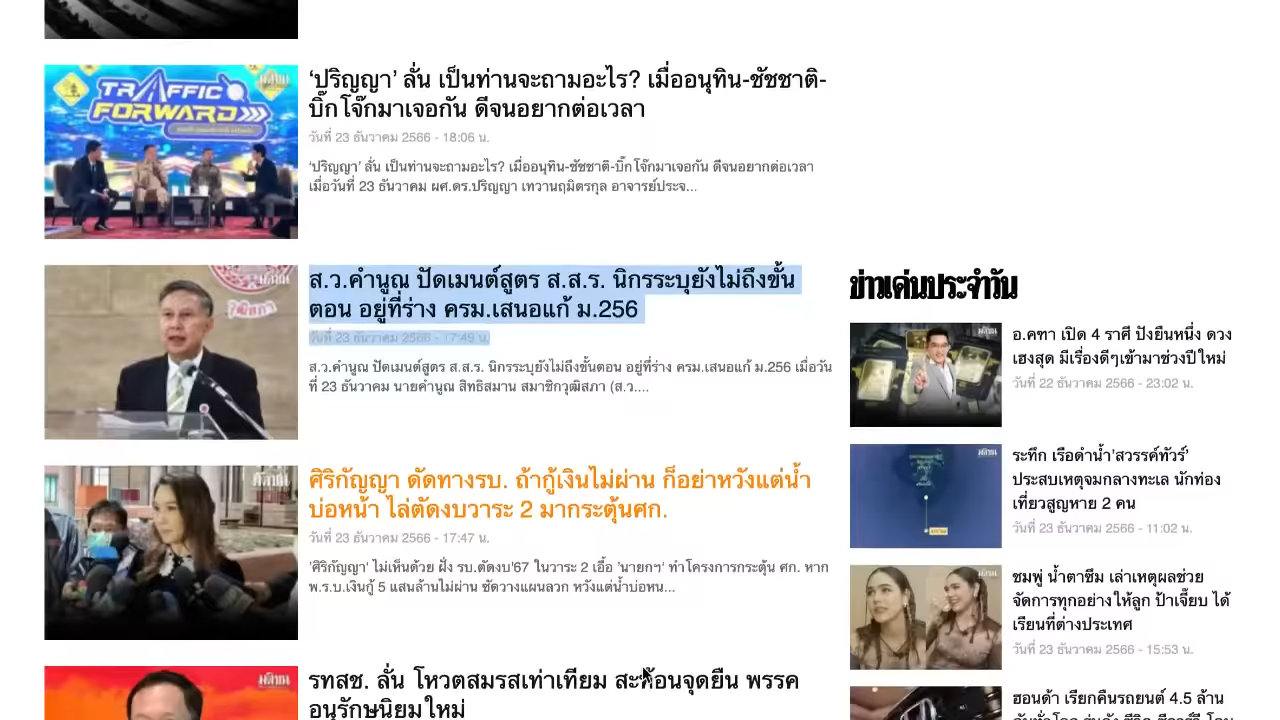 TRAFFIC
FORWARD
มติชน
‘ปริญญา’ ลั่น เป็นท่านจะถามอะไร? เมื่ออนุทิน-ชัชชาติ-
บิ๊กโจ๊กมาเจอกัน ดีจนอยากต่อเวลา
วันที่ 23 ธันวาคม 2566 - 18:06 น.
‘ปริญญา’ ลั่น เป็นท่านจะถามอะไร? เมื่ออนุทิน-ชัชชาติ-บิ๊กโจ๊กมาเจอกัน ดีจนอยากต่อเวลา
เมื่อวันที่ 23 ธันวาคม ผศ.ดร.ปริญญา เทวานฤมิตรกุล อาจารย์ประจ...
มติชน
ส.ว.คำนูณ ปัดเมนต์สูตร ส.ส.ร. นิกรระบุยังไม่ถึงขั้น
ตอน อยู่ที่ร่าง ครม.เสนอแก้ ม.256
วันที่ 23 ธันวาคม 2566 - 17:49 น.
ส.ว.คำนูณ ปัดเมนต์สูตร ส.ส.ร. นิกรระบุยังไม่ถึงขั้นตอน อยู่ที่ร่าง ครม.เสนอแก้ ม.256 เมื่อวัน
ที่ 23 ธันวาคม นายคำนูณ สิทธิสมาน สมาชิกวุฒิสภา (ส.ว....
มติชน
ศิริกัญญา ดัดทางรบ. ถ้ากู้เงินไม่ผ่าน ก็อย่าหวังแต่น้ำ
บ่อหน้า ไล่ตัดงบวาระ 2 มากระตุ้นศก.
วันที่ 23 ธันวาคม 2566 - 17:47 น.
'ศิริกัญญา' ไม่เห็นด้วย ฝั่ง รบ.ตัดงบ'67 ในวาระ 2 เอื้อ 'นายกฯ' ทำโครงการกระตุ้น ศก. หาก
พ.ร.บ.เงินกู้ 5 แสนล้านไม่ผ่าน ซัดวางแผนลวก หวังแต่น้ำบ่อหน...
มติชน
รทสช. ลั่น โหวตสมรสเท่าเทียม สะท้อนจุดยืน พรรค
อนุรักษนิยมใหม่
ข่าวเด่นประจำวัน
มติชน
อ.คฑา เปิด 4 ราศี ปังยืนหนึ่ง ดวง
เฮงสุด มีเรื่องดีๆเข้ามาช่วงปีใหม่
วันที่ 22 ธันวาคม 2566 - 23:02 น.
มติชน
ระทึก เรือดำน้ำ'สวรรค์ทัวร์'
ประสบเหตุจมกลางทะเล นักท่อง
เที่ยวสูญหาย 2 คน
วันที่ 23 ธันวาคม 2566 - 11:02 น.
มติชน
ชมพู่ น้ำตาซึม เล่าเหตุผลช่วย
จัดการทุกอย่างให้ลูก ป้าเจี๊ยบ ได้
เรียนที่ต่างประเทศ
วันที่ 23 ธันวาคม 2566 - 15:53 น.
มติชน
ฮอนด้า เรียกคืนรถยนต์ 4.5 ล้าน